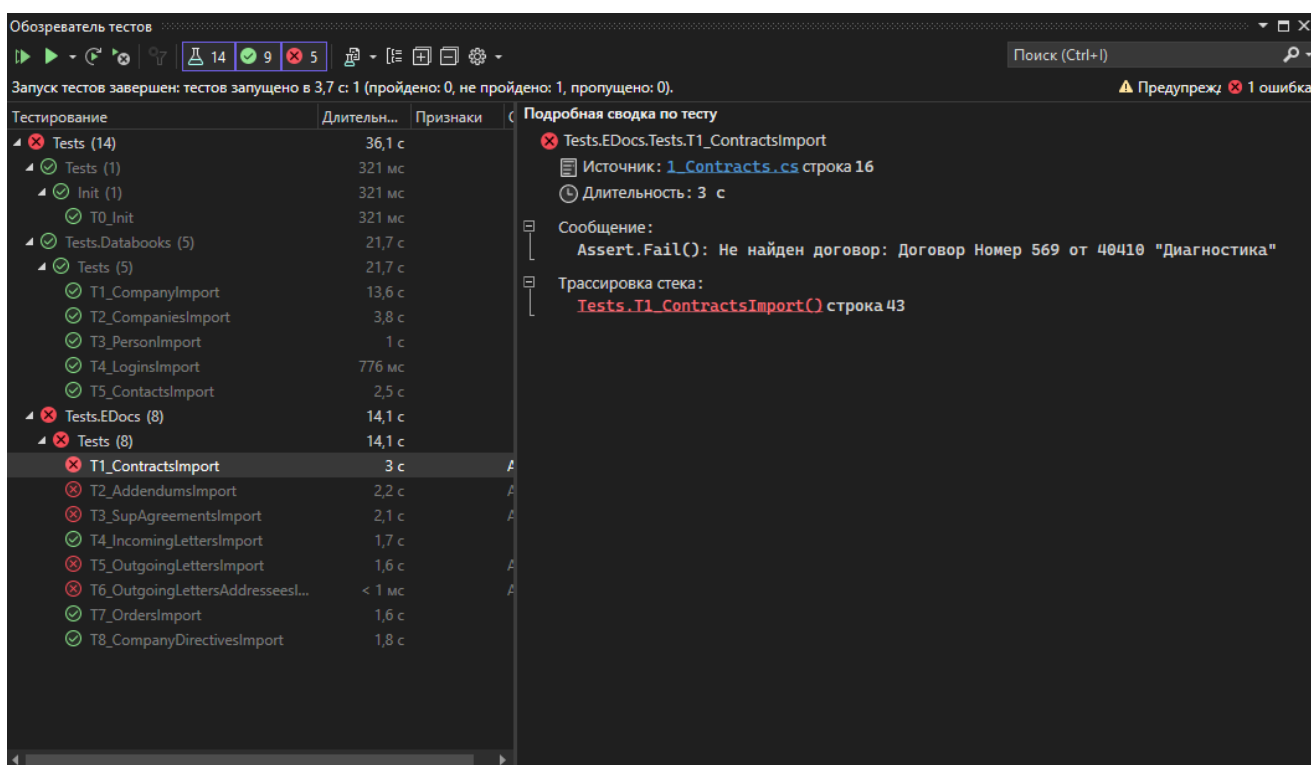 Обозреватель тестов
14 9 5
Поиск (Ctrl+I)
Запуск тестов завершен: тестов запущено в 3,7 с: 1 (пройдено: 0, не пройдено: 1, пропущено: 0).
Предупреж 1 ошибка
Тестирование Длительн... Признаки
Tests (14) 36,1 с
Tests (1) 321 мс
Init (1) 321 мс
T0_Init 321 мс
Tests.Databooks (5) 21,7 с
Tests (5) 21,7 с
T1_CompanyImport 13,6 с
T2_CompaniesImport 3,8 с
T3_PersonImport 1 с
T4_LoginsImport 776 мс
T5_ContactsImport 2,5 с
Tests.EDocs (8) 14,1 с
Tests (8) 14,1 с
T1_ContractsImport 3 с
T2_AddendumsImport 2,2 с
T3_SupAgreementsImport 2,1 с
T4_IncomingLettersImport 1,7 с
T5_OutgoingLettersImport 1,6 с
T6_OutgoingLettersAddresseesI... < 1 мс
T7_OrdersImport 1,6 с
T8_CompanyDirectivesImport 1,8 с
Подробная сводка по тесту
Tests.EDocs.Tests.T1_ContractsImport
Источник: 1_Contracts.cs строка 16
Длительность: 3 с
Сообщение:
Assert.Fail(): Не найден договор: Договор Номер 569 от 40410 "Диагностика"
Трассировка стека:
Tests.T1_ContractsImport() строка 43